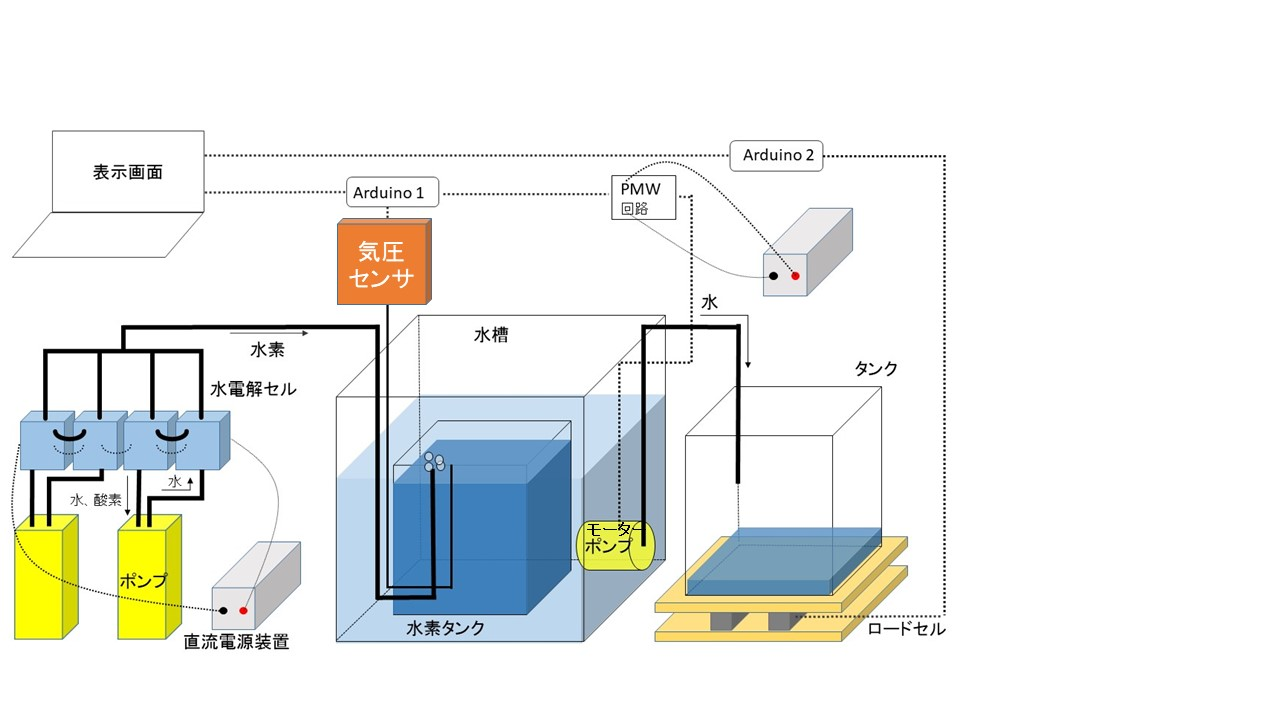 表示画面
Arduino 1
Arduino 2
PMW
回路
気圧
センサ
水素
水電解セル
水槽
水
タンク
水、酸素
水
ポンプ
直流電源装置
水素タンク
モーター
ポンプ
ロードセル